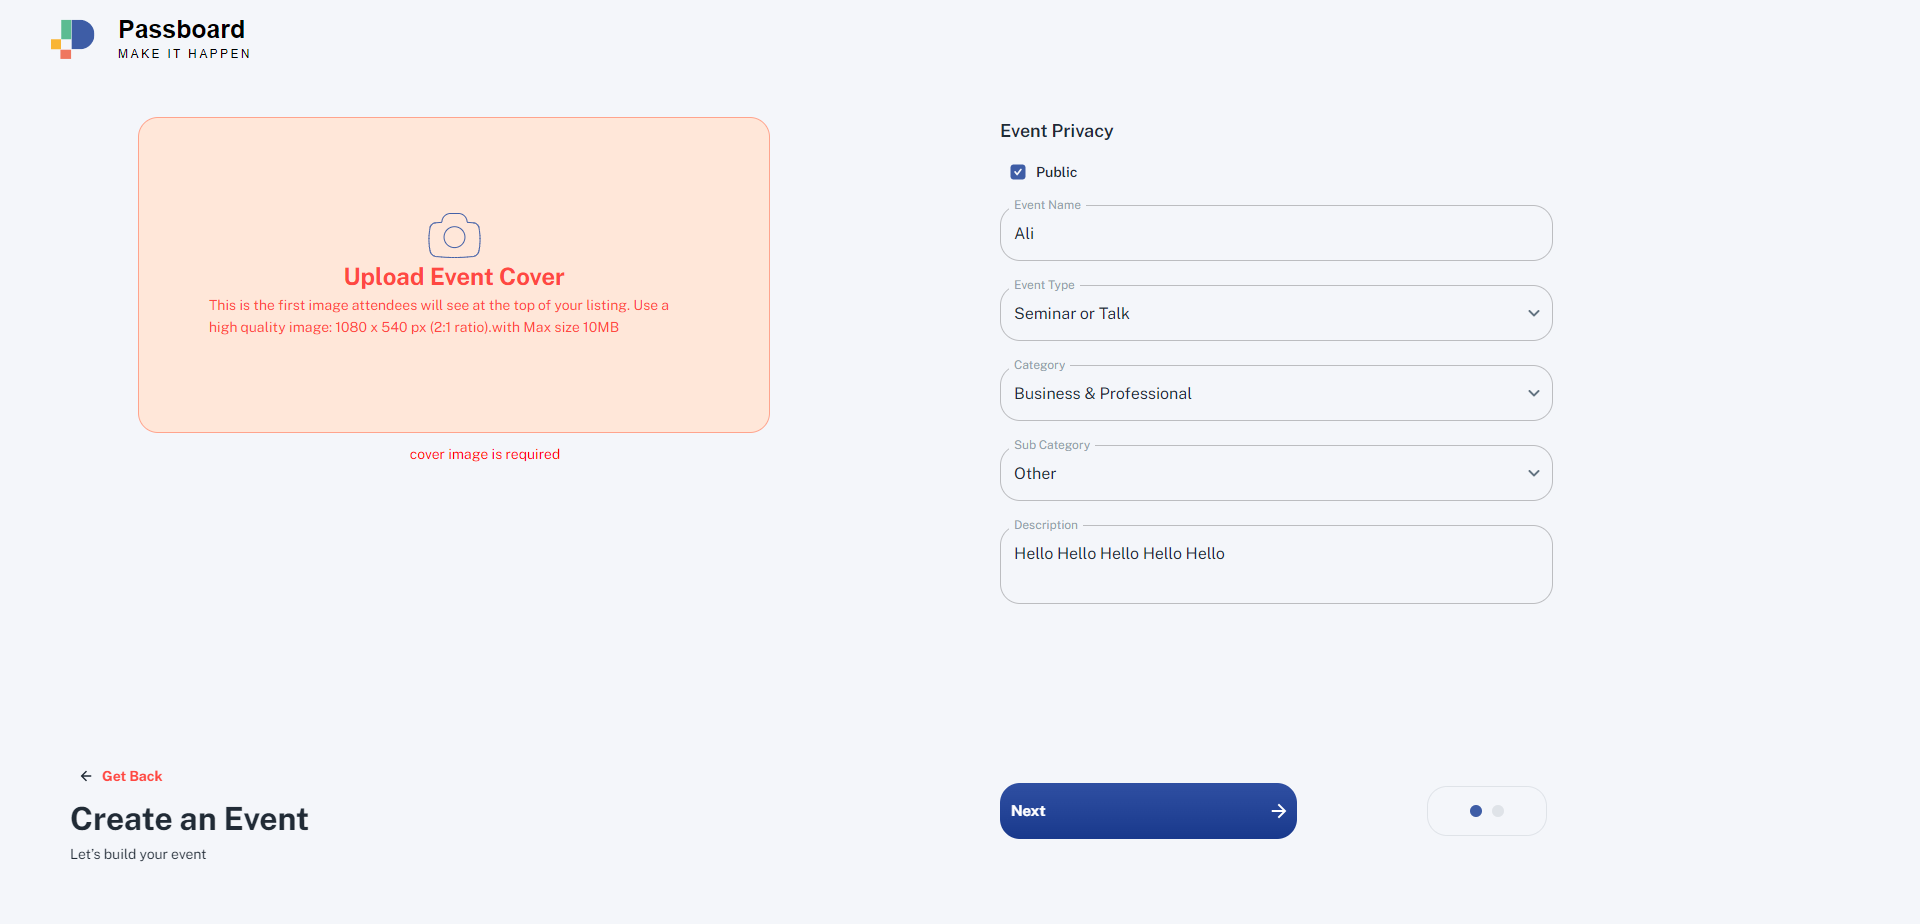 Passboard
MAKE IT HAPPEN
Upload Event Cover
This is the first image attendees will see at the top of your listing. Use a
high quality image: 1080 x 540 px (2:1 ratio).with Max size 10MB
cover image is required
Event Privacy
Public
Event Name
Ali
Event Type
Seminar or Talk
Category
Business & Professional
Sub Category
Other
Description
Hello Hello Hello Hello Hello
Get Back
Create an Event
Let's build your event
Next